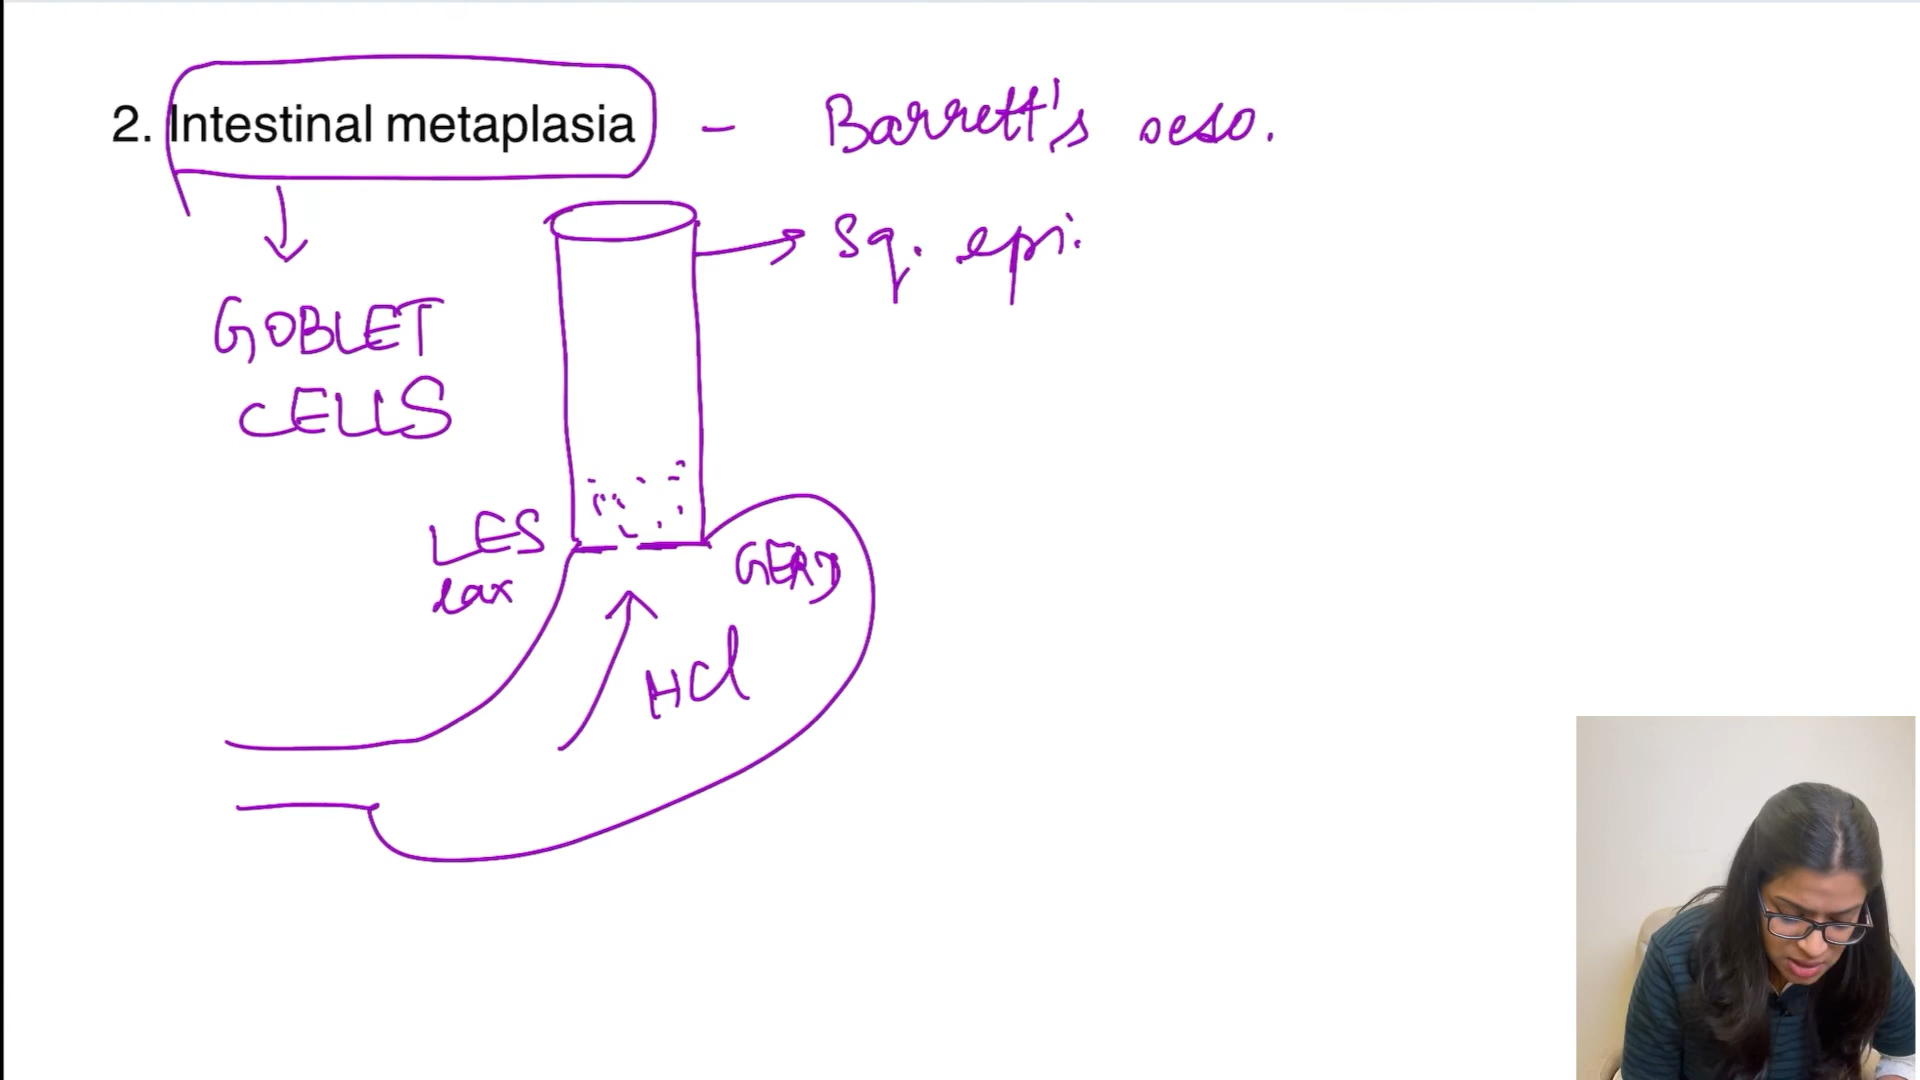 2. Intestinal metaplasia - Barrett's oeso.
Sq. epi.
GOBLET
CELLS
LES
lax
GERD
HCl